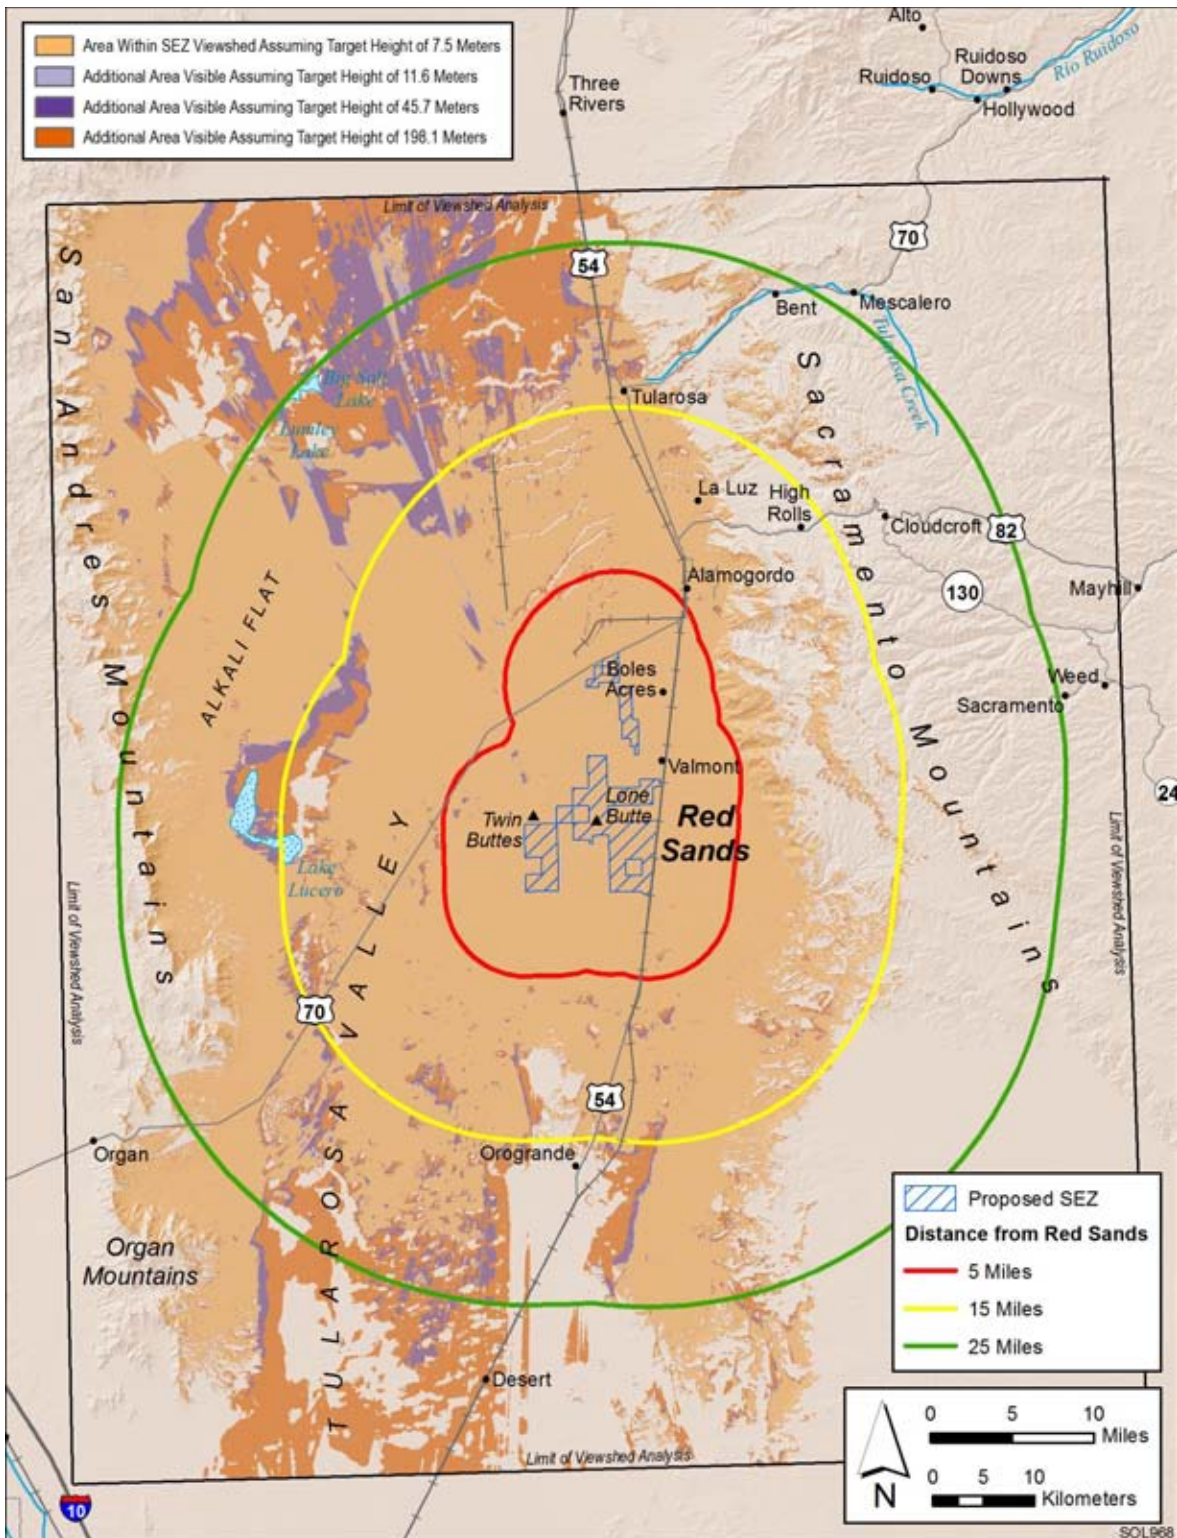 Area Within SEZ Viewshed Assuming Target Height of 7.5 Meters
Additional Area Visible Assuming Target Height of 11.6 Meters
Additional Area Visible Assuming Target Height of 45.7 Meters
Additional Area Visible Assuming Target Height of 198.1 Meters
Alto
Ruidoso
Ruidoso
Downs
Hollywood
Rio Ruidoso
Three
Rivers
Limit of Viewshed Analysis
70
54
Bent
Mescalero
Tularosa Creek
San Andres Mountains
Sacramento Mountains
Big Salt
Lake
Lumley
Lake
Tularosa
La Luz
High
Rolls
Cloudcroft
82
130
Mayhill
Alamogordo
ALKALI FLAT
Boles
Acres
Weed
Sacramento
Valmont
24
Lone
Butte
Twin
Buttes
Red
Sands
Lake
Lucero
TULAROSA VALLEY
Limit of Viewshed Analysis
Limit of Viewshed Analysis
70
54
Organ
Orogrande
Organ
Mountains
Desert
Limit of Viewshed Analysis
10
Proposed SEZ
Distance from Red Sands
5 Miles
15 Miles
25 Miles
N
0 5 10
Miles
0 5 10
Kilometers
SOL968